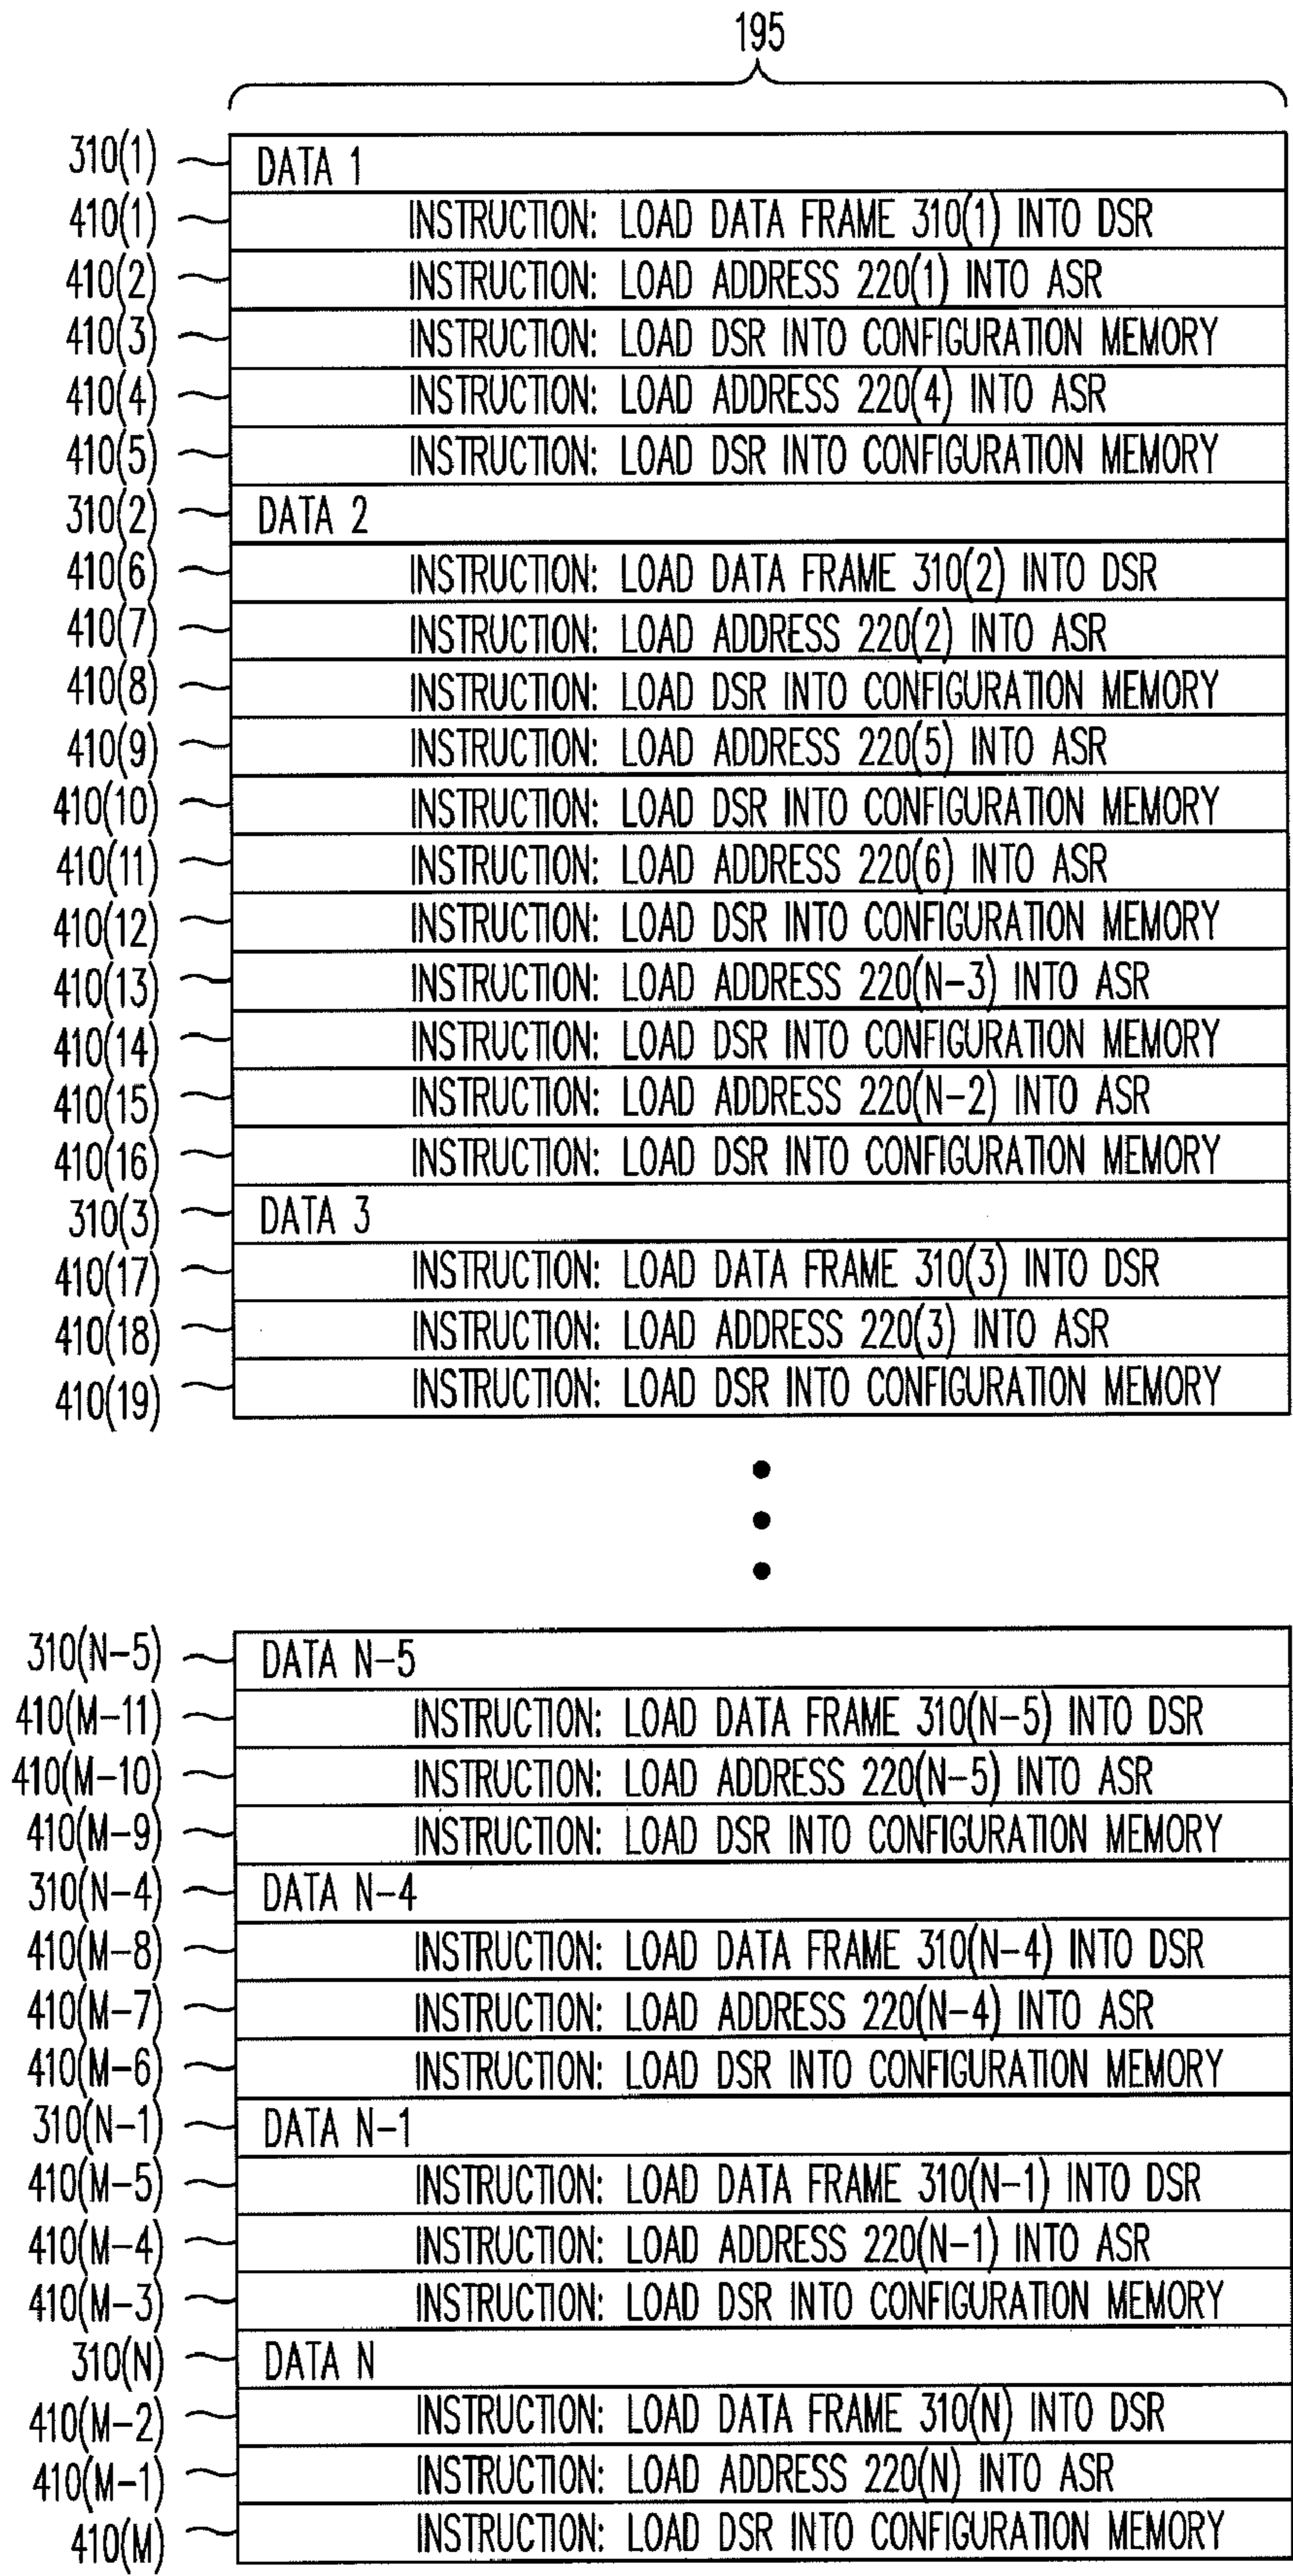 195
310(1) DATA 1
410(1) INSTRUCTION: LOAD DATA FRAME 310(1) INTO DSR
410(2) INSTRUCTION: LOAD ADDRESS 220(1) INTO ASR
410(3) INSTRUCTION: LOAD DSR INTO CONFIGURATION MEMORY
410(4) INSTRUCTION: LOAD ADDRESS 220(4) INTO ASR
410(5) INSTRUCTION: LOAD DSR INTO CONFIGURATION MEMORY
310(2) DATA 2
410(6) INSTRUCTION: LOAD DATA FRAME 310(2) INTO DSR
410(7) INSTRUCTION: LOAD ADDRESS 220(2) INTO ASR
410(8) INSTRUCTION: LOAD DSR INTO CONFIGURATION MEMORY
410(9) INSTRUCTION: LOAD ADDRESS 220(5) INTO ASR
410(10) INSTRUCTION: LOAD DSR INTO CONFIGURATION MEMORY
410(11) INSTRUCTION: LOAD ADDRESS 220(6) INTO ASR
410(12) INSTRUCTION: LOAD DSR INTO CONFIGURATION MEMORY
410(13) INSTRUCTION: LOAD ADDRESS 220(N-3) INTO ASR
410(14) INSTRUCTION: LOAD DSR INTO CONFIGURATION MEMORY
410(15) INSTRUCTION: LOAD ADDRESS 220(N-2) INTO ASR
410(16) INSTRUCTION: LOAD DSR INTO CONFIGURATION MEMORY
310(3) DATA 3
410(17) INSTRUCTION: LOAD DATA FRAME 310(3) INTO DSR
410(18) INSTRUCTION: LOAD ADDRESS 220(3) INTO ASR
410(19) INSTRUCTION: LOAD DSR INTO CONFIGURATION MEMORY
310(N-5) DATA N-5
410(M-11) INSTRUCTION: LOAD DATA FRAME 310(N-5) INTO DSR
410(M-10) INSTRUCTION: LOAD ADDRESS 220(N-5) INTO ASR
410(M-9) INSTRUCTION: LOAD DSR INTO CONFIGURATION MEMORY
310(N-4) DATA N-4
410(M-8) INSTRUCTION: LOAD DATA FRAME 310(N-4) INTO DSR
410(M-7) INSTRUCTION: LOAD ADDRESS 220(N-4) INTO ASR
410(M-6) INSTRUCTION: LOAD DSR INTO CONFIGURATION MEMORY
310(N-1) DATA N-1
410(M-5) INSTRUCTION: LOAD DATA FRAME 310(N-1) INTO DSR
410(M-4) INSTRUCTION: LOAD ADDRESS 220(N-1) INTO ASR
410(M-3) INSTRUCTION: LOAD DSR INTO CONFIGURATION MEMORY
310(N) DATA N
410(M-2) INSTRUCTION: LOAD DATA FRAME 310(N) INTO DSR
410(M-1) INSTRUCTION: LOAD ADDRESS 220(N) INTO ASR
410(M) INSTRUCTION: LOAD DSR INTO CONFIGURATION MEMORY